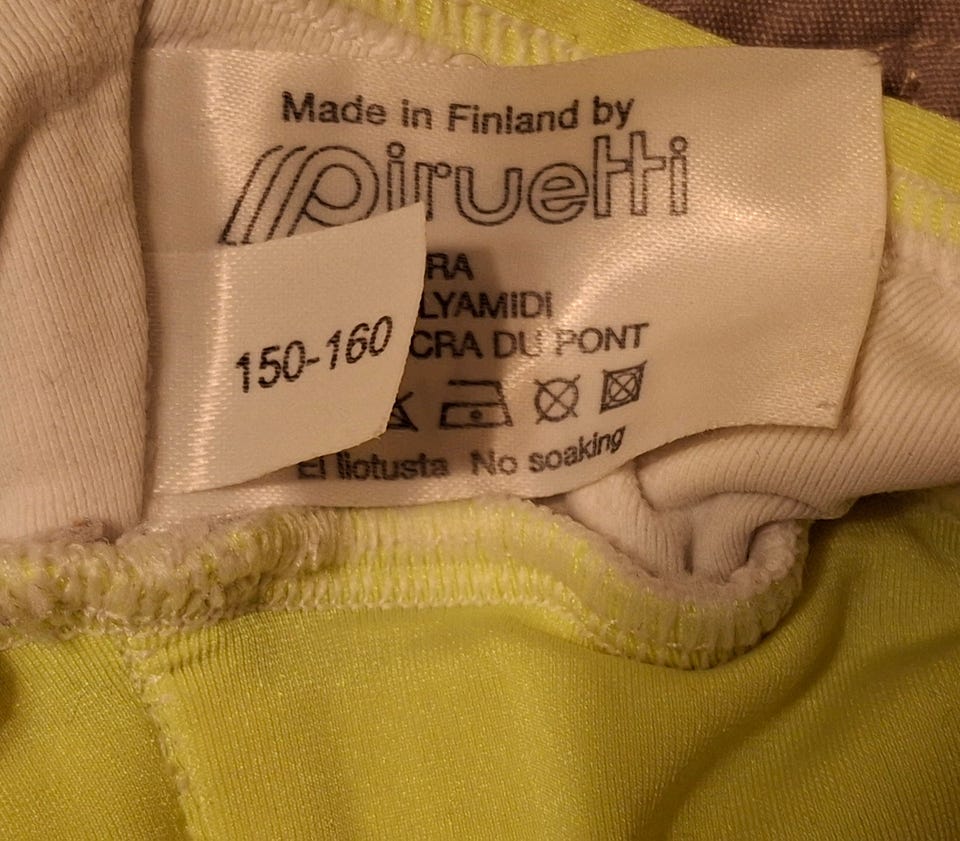 Made in Finland by
Piruetti
RA
LYAMIDI
CRA DU PONT
150-160
Ei liotusta No soaking